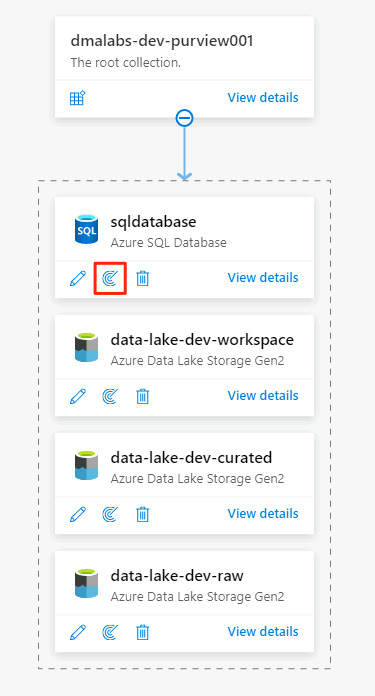 dmalabs-dev-purview001
The root collection.
View details
sqldatabase
SQL
Azure SQL Database
View details
data-lake-dev-workspace
Azure Data Lake Storage Gen2
View details
data-lake-dev-curated
Azure Data Lake Storage Gen2
View details
data-lake-dev-raw
Azure Data Lake Storage Gen2
View details